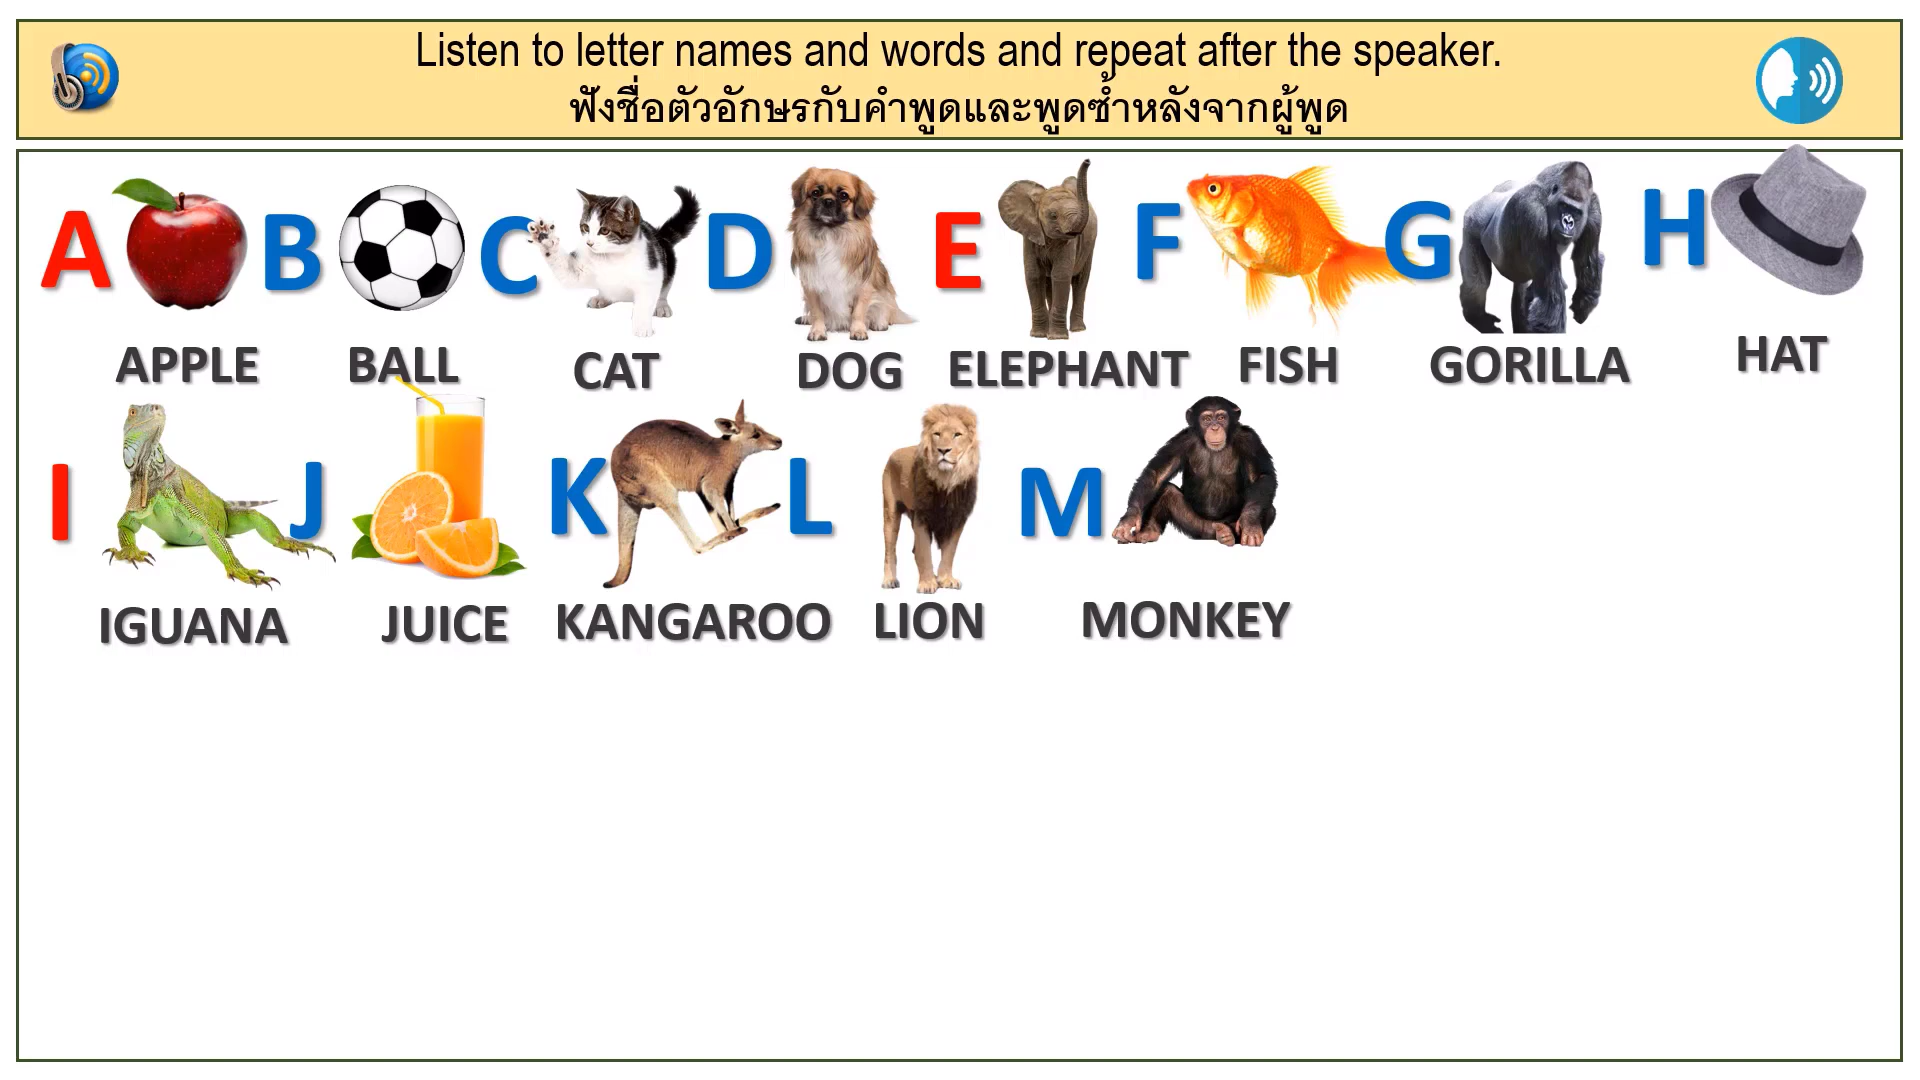 Listen to letter names and words and repeat after the speaker.
ฟังชื่อตัวอักษรกับคำพูดและพูดซ้ำหลังจากผู้พูด
A B C D E F G H
APPLE BALL CAT DOG ELEPHANT FISH GORILLA HAT
I J K L M
IGUANA JUICE KANGAROO LION MONKEY